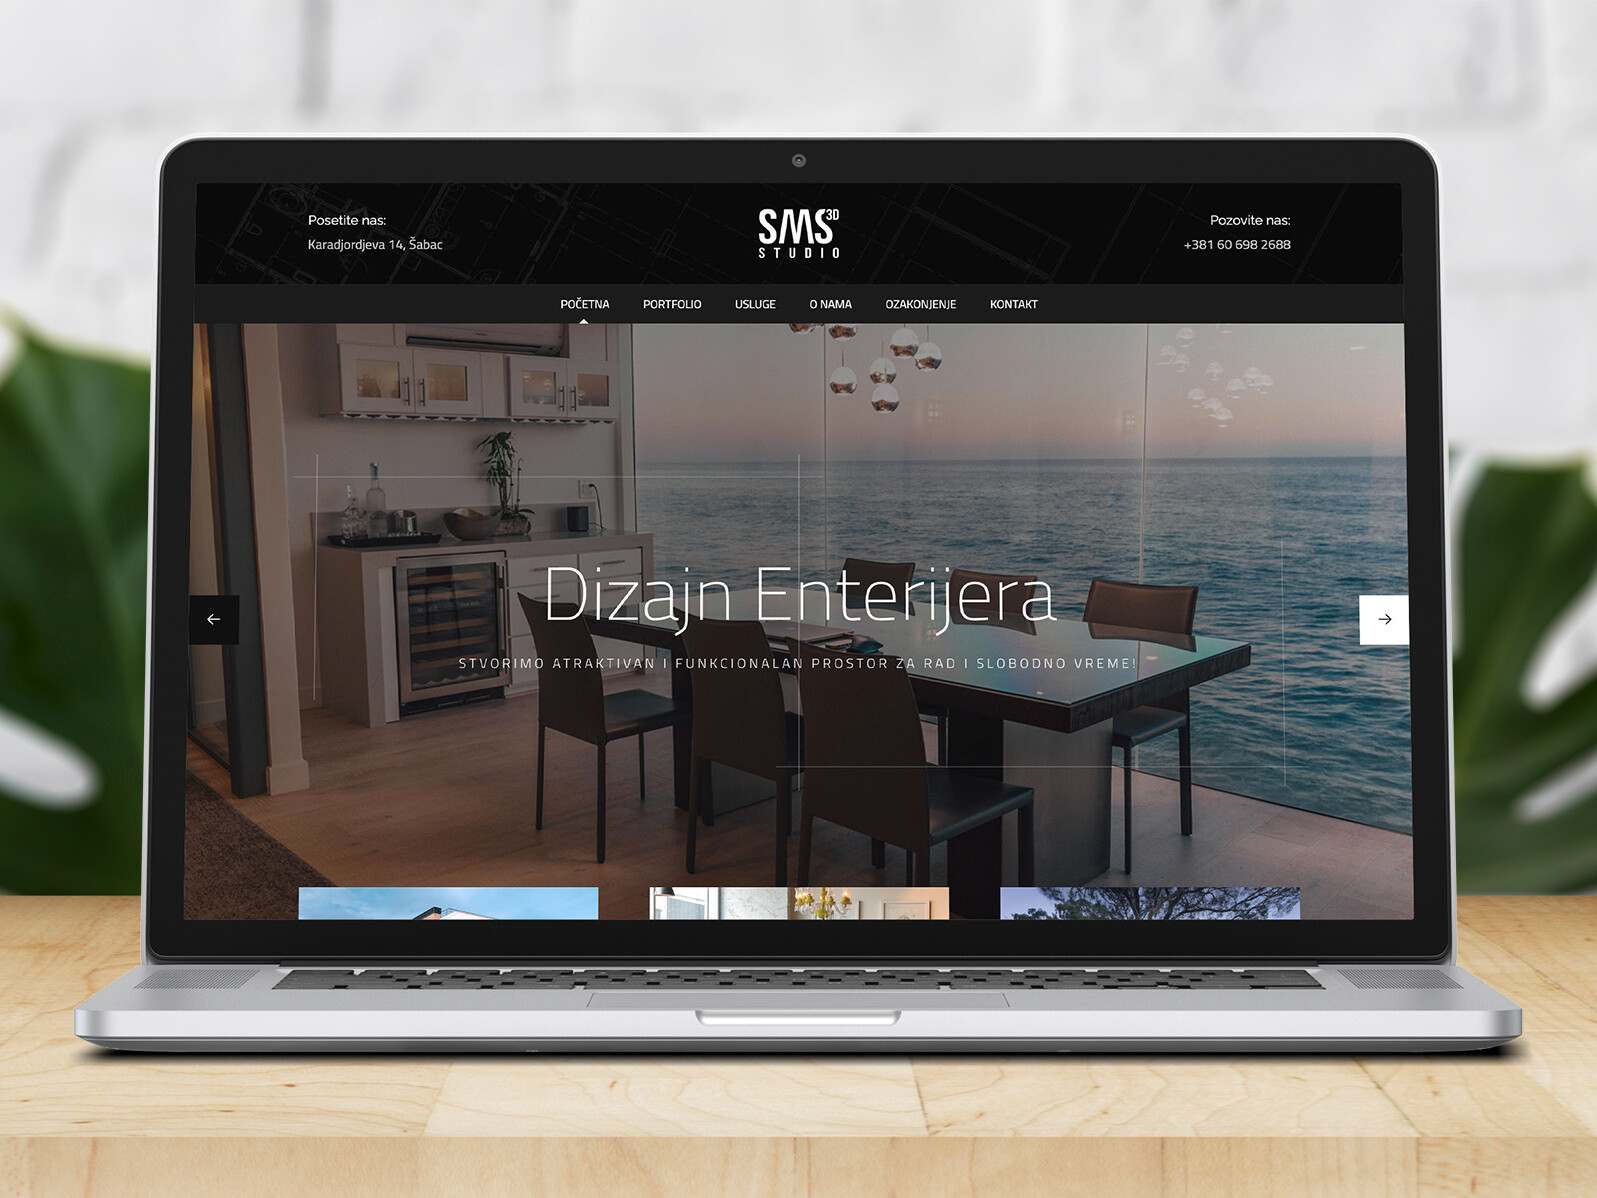 Posetite nas:
Karadjordjeva 14, Šabac
SMS 3D
STUDIO
Pozovite nas:
+381 60 698 2688
POČETNA PORTFOLIO USLUGE O NAMA OZAKONJENJE KONTAKT
Dizajn Enterijera
STVORIMO ATRAKTIVAN I FUNKCIONALAN PROSTOR ZA RAD I SLOBODNO VREME!